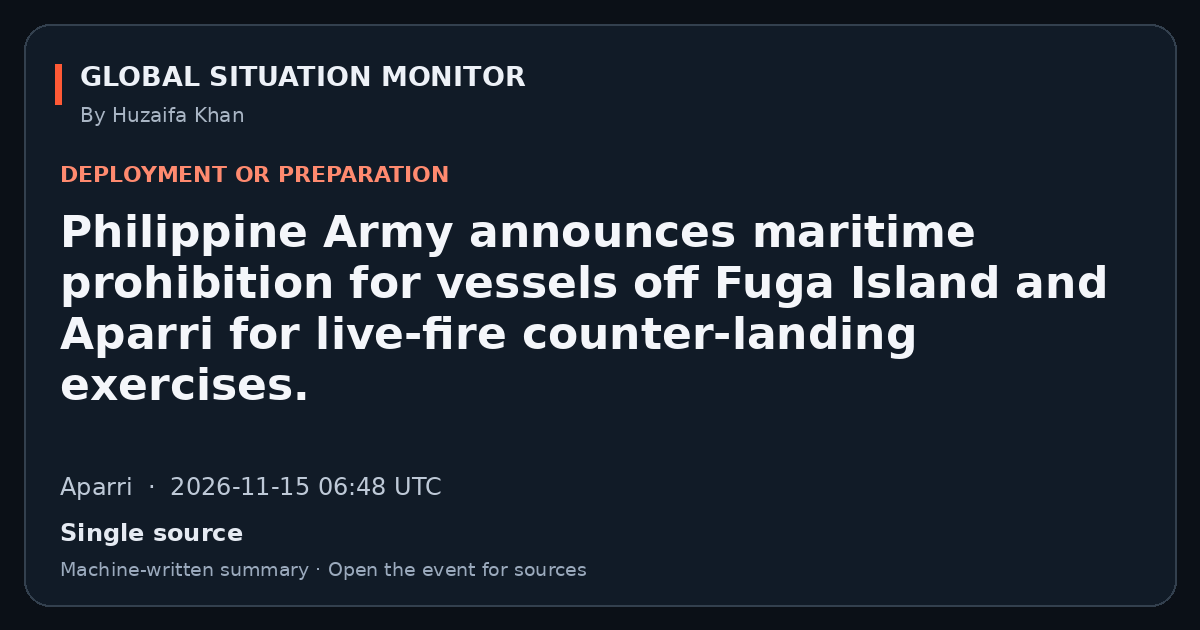 GLOBAL SITUATION MONITOR
By Huzaifa Khan
DEPLOYMENT OR PREPARATION
Philippine Army announces maritime
prohibition for vessels off Fuga Island and
Aparri for live-fire counter-landing
exercises.
Aparri · 2026-11-15 06:48 UTC
Single source
Machine-written summary · Open the event for sources